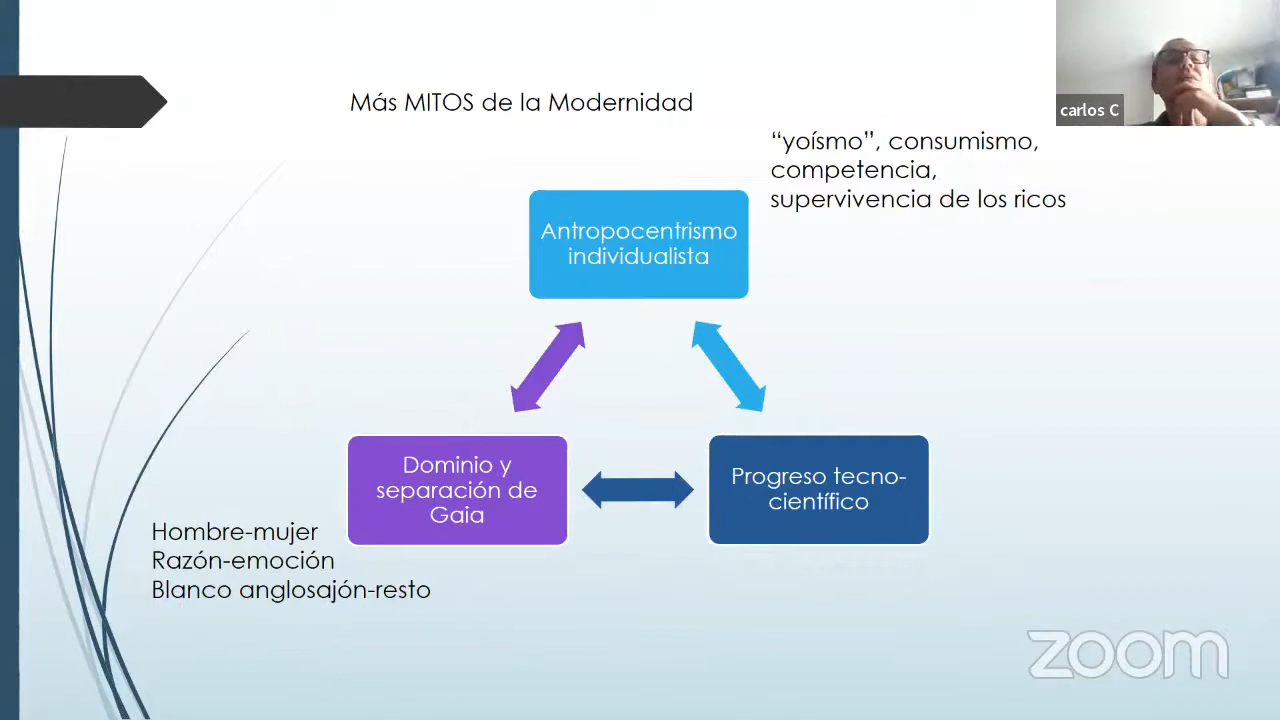 Más MITOS de la Modernidad
carlos C
“yoísmo”, consumismo,
competencia,
supervivencia de los ricos
Antropocentrismo
individualista
Dominio y
separación de
Gaia
Progreso tecno-
científico
Hombre-mujer
Razón-emoción
Blanco anglosajón-resto
zoom